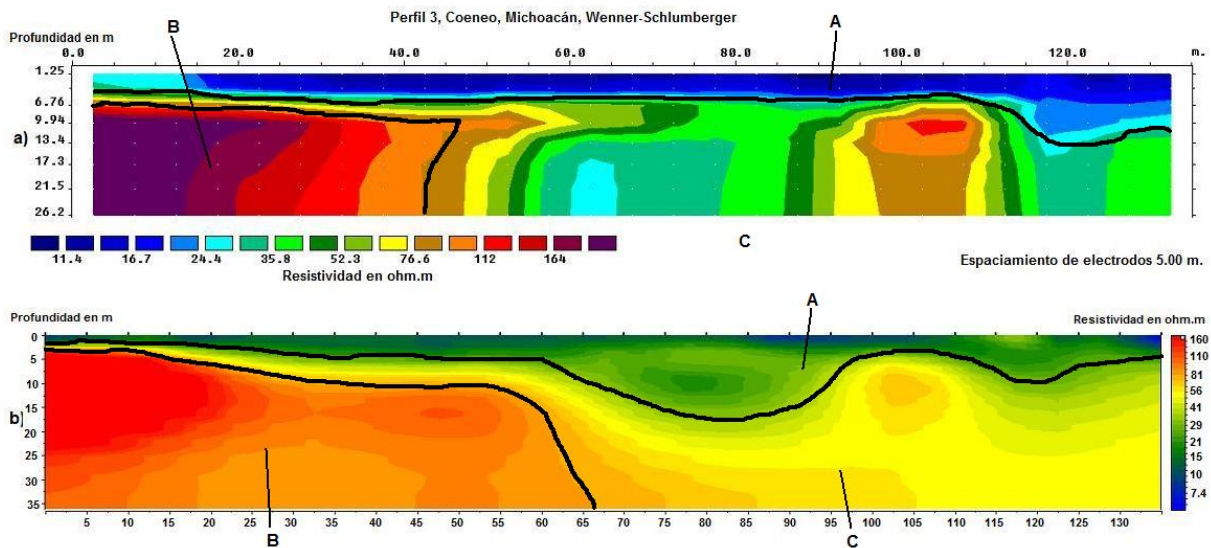 Perfil 3, Coeneo, Michoacán, Wenner-Schlumberger
B
A
Profundidad en m
0.0 20.0 40.0 60.0 80.0 100.0 120.0 m.
1.25
6.76
9.94
a) 13.4
17.3
21.5
26.2
C
11.4 16.7 24.4 35.8 52.3 76.6 112 164
Resistividad en ohm.m
Espaciamiento de electrodos 5.00 m.
A
Profundidad en m
Resistividad en ohm.m
0
5
10
b) 15
20
25
30
35
160
110
81
56
41
29
20
15
10
7.4
5 10 15 20 25 30 35 40 45 50 55 60 65 70 75 80 85 90 95 100 105 110 115 120 125 130
B
C